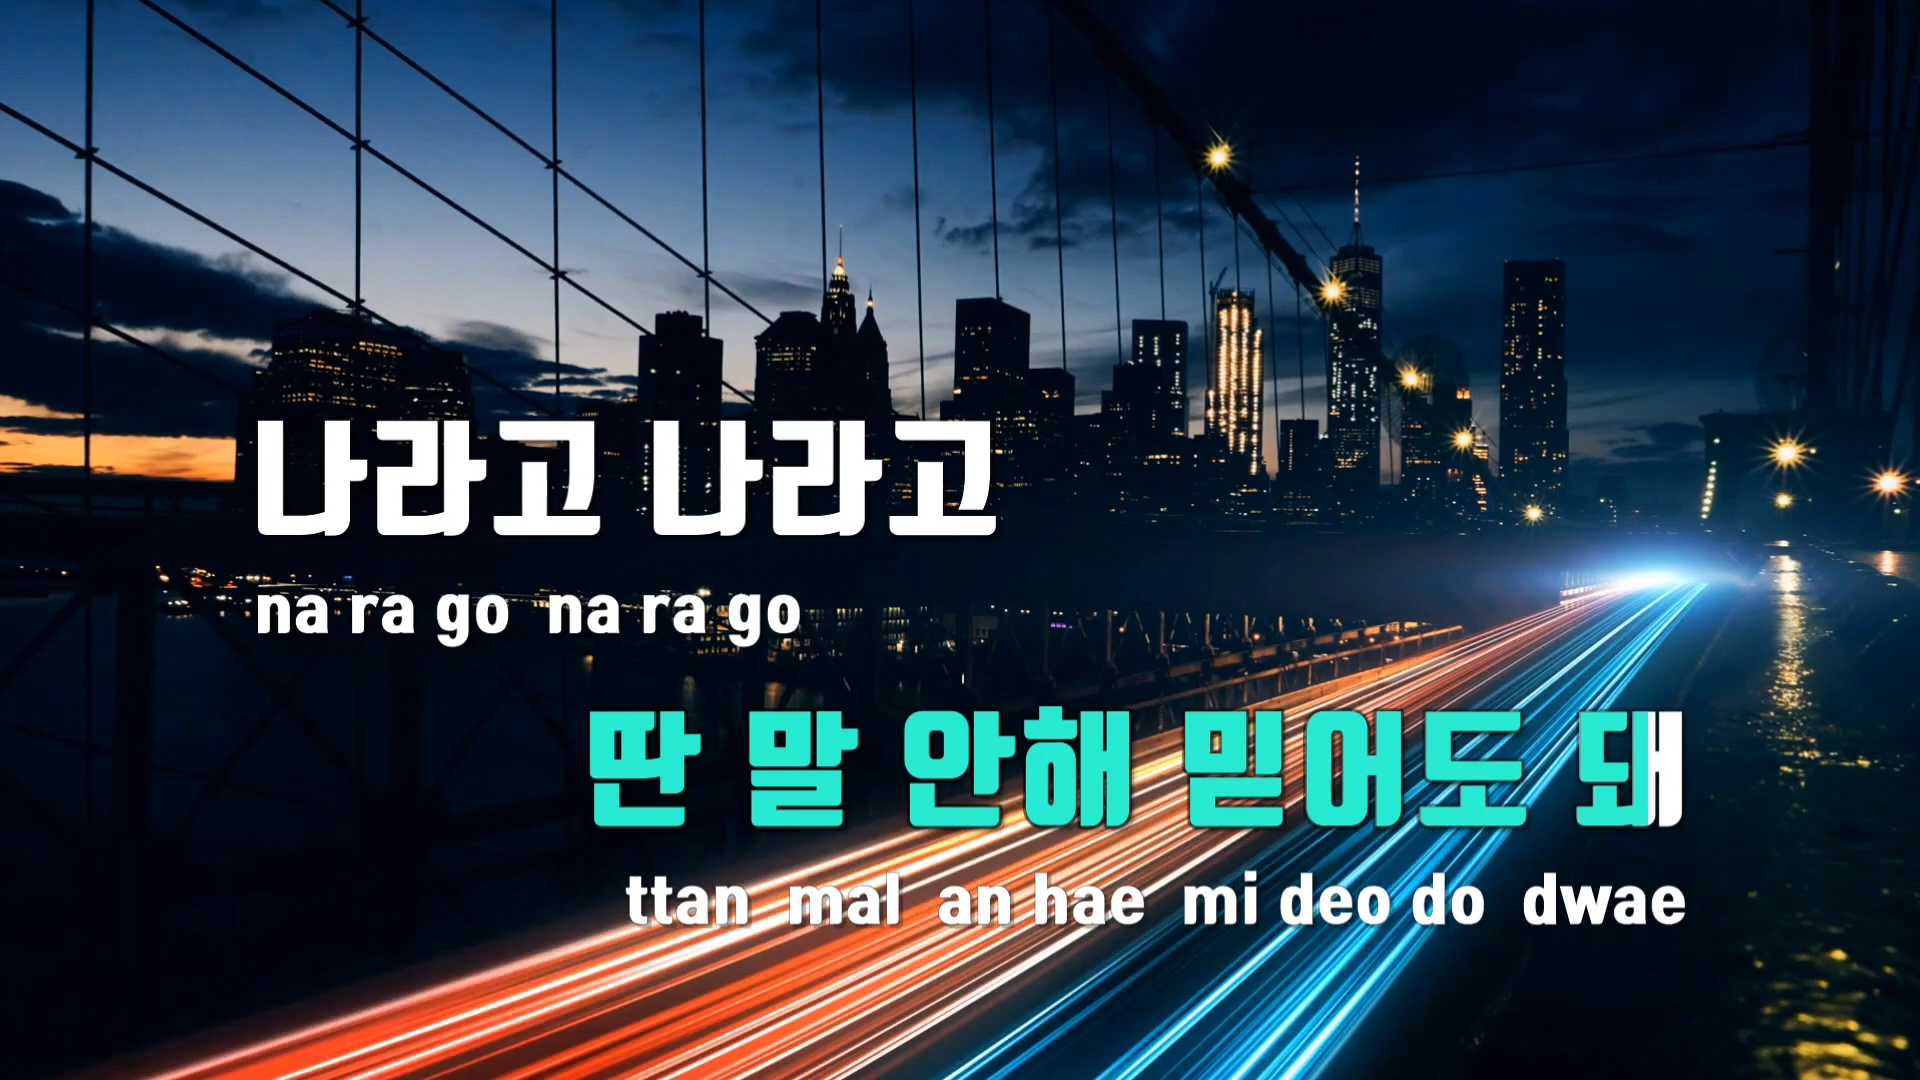 나라고 나라고
na ra go na ra go
딴 말 안해 믿어도 돼
ttan mal an hae mi deo do dwae